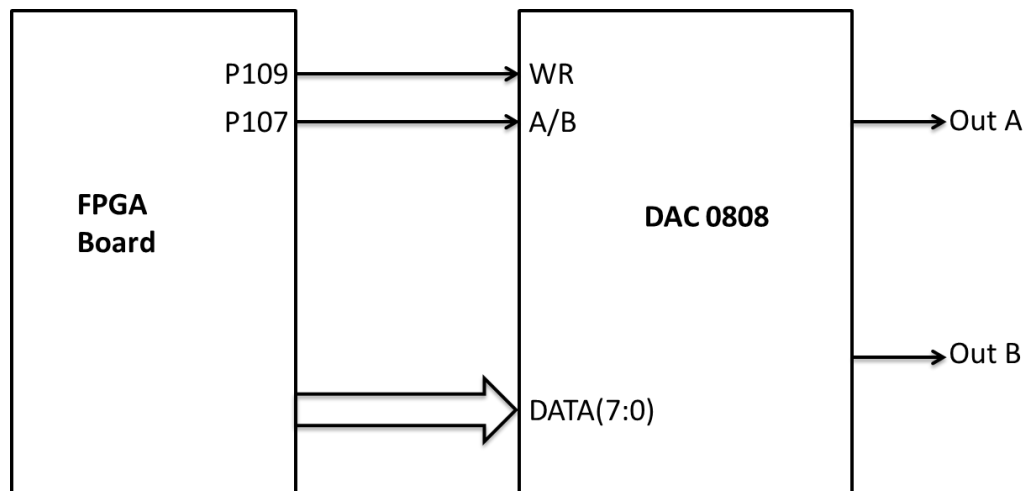 P109
WR
P107
A/B
Out A
FPGA
Board
DAC 0808
Out B
DATA(7:0)